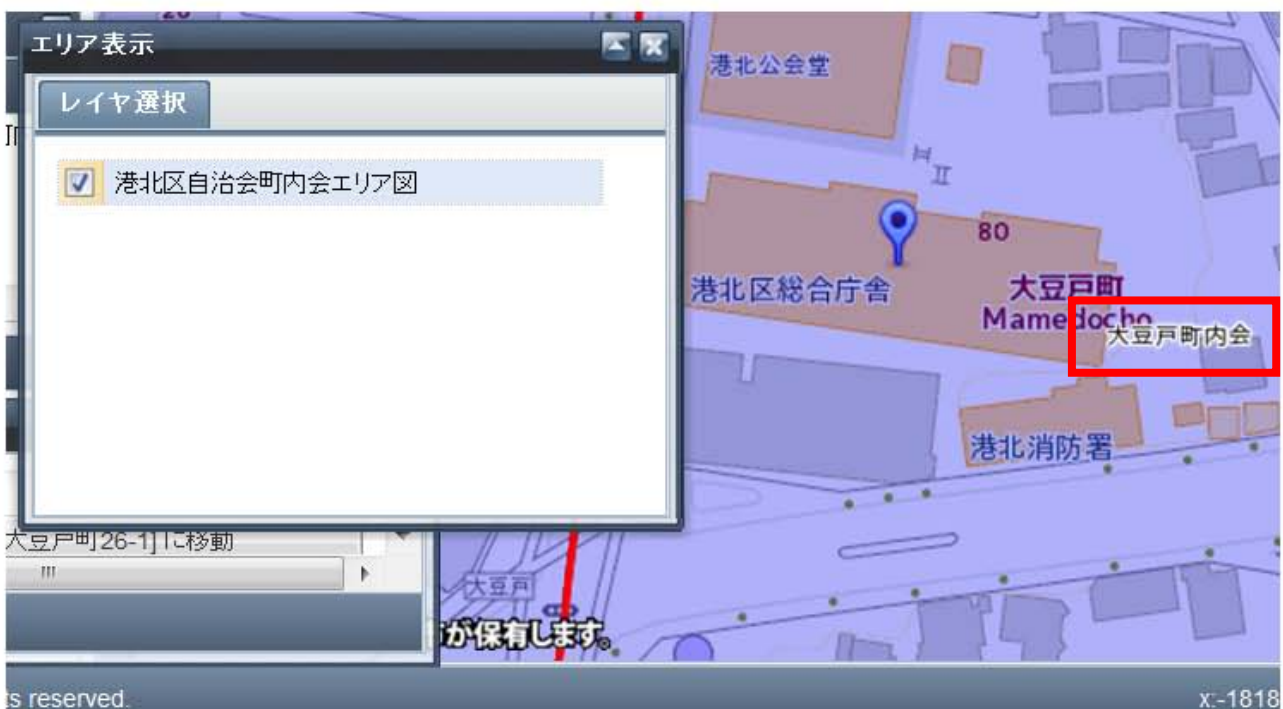 20
エリア表示
レイヤ選択
港北区自治会町内会エリア図
港北公会堂
80
港北区総合庁舎
大豆戸町
Mamedocho
大豆戸町内会
港北消防署
大豆戸町26-1]に移動
大豆戸
が保有します。
ts reserved.
x:-1818